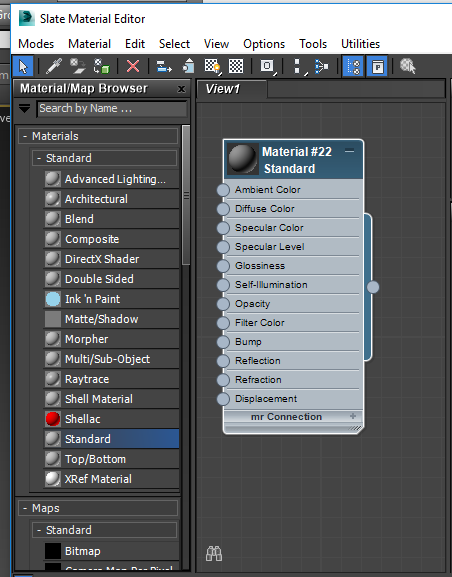 Slate Material Editor
Modes Material Edit Select View Options Tools Utilities
Material/Map Browser x
Search by Name ...
- Materials
- Standard
Advanced Lighting...
Architectural
Blend
Composite
DirectX Shader
Double Sided
Ink 'n Paint
Matte/Shadow
Morpher
Multi/Sub-Object
Raytrace
Shell Material
Shellac
Standard
Top/Bottom
XRef Material
- Maps
- Standard
Bitmap
View1
Material #22
Standard
Ambient Color
Diffuse Color
Specular Color
Specular Level
Glossiness
Self-Illumination
Opacity
Filter Color
Bump
Reflection
Refraction
Displacement
mr Connection +